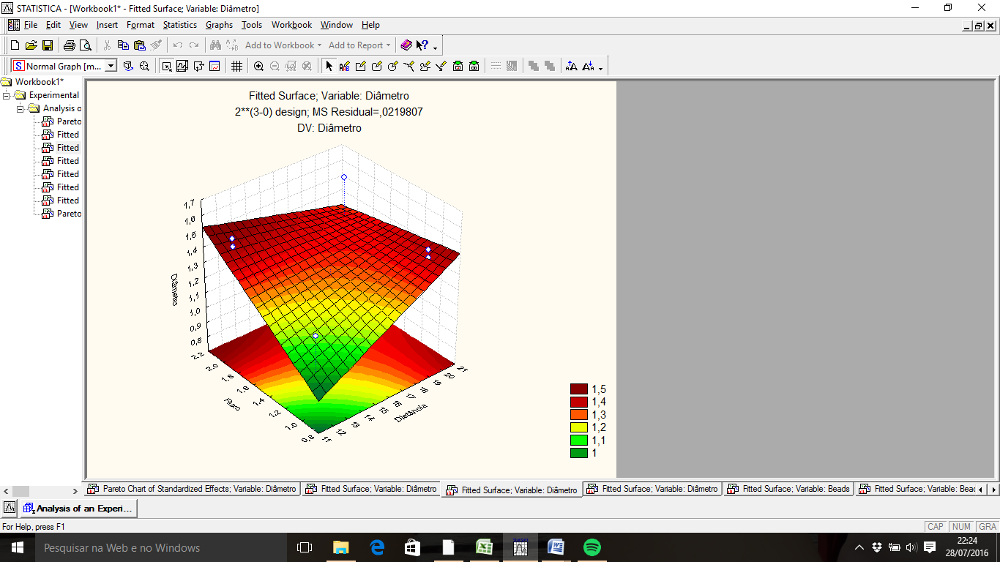 STATISTICA - [Workbook1* - Fitted Surface; Variable: Diâmetro]
File Edit View Insert Format Statistics Graphs Tools Workbook Window Help
Add to Workbook Add to Report
Normal Graph [m...
Workbook1*
Experimental
Analysis o
Pareto
Fitted
Fitted
Fitted
Fitted
Fitted
Fitted
Pareto
Fitted Surface; Variable: Diâmetro
2**(3-0) design; MS Residual=,0219807
DV: Diâmetro
1,7
1,6
1,5
1,4
1,3
1,2
1,1
1,0
0,9
0,8
Diâmetro
2,2
2,0
1,8
1,6
1,4
1,2
1,0
0,8
Fluxo
11 12 13 14 15 16 17 18 19 20 21
Distância
1,5
1,4
1,3
1,2
1,1
1
Pareto Chart of Standardized Effects; Variable: Diâmetro Fitted Surface; Variable: Diâmetro Fitted Surface; Variable: Diâmetro Fitted Surface; Variable: Diâmetro Fitted Surface; Variable: Beads Fitted Surface; Variable: Bead
Analysis of an Experi...
For Help, press F1
CAP NUM GRA
Pesquisar na Web e no Windows
22:24
28/07/2016